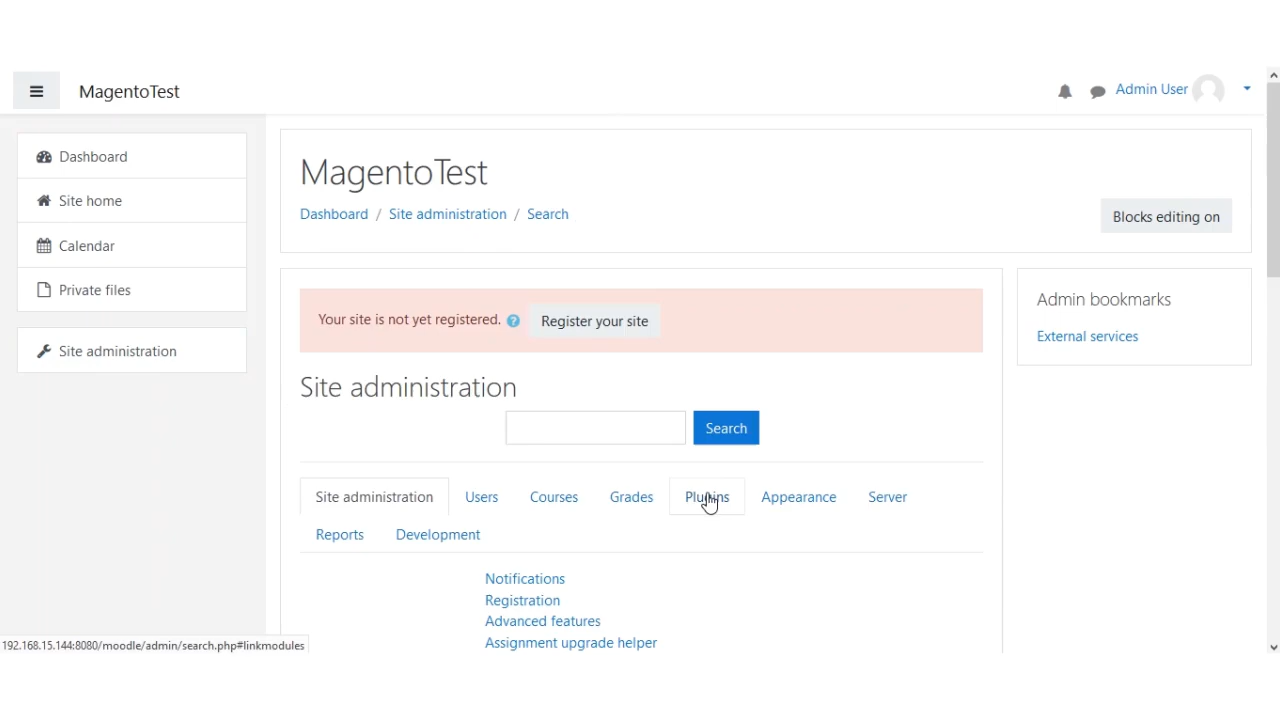 MagentoTest
Admin User
Dashboard
Site home
Calendar
Private files
Site administration
MagentoTest
Dashboard / Site administration / Search
Blocks editing on
Your site is not yet registered. ? Register your site
Site administration
Search
Site administration Users Courses Grades Plugins Appearance Server
Reports Development
Notifications
Registration
Advanced features
Assignment upgrade helper
Admin bookmarks
External services
192.168.15.144:8080/moodle/admin/search.php#linkmodules